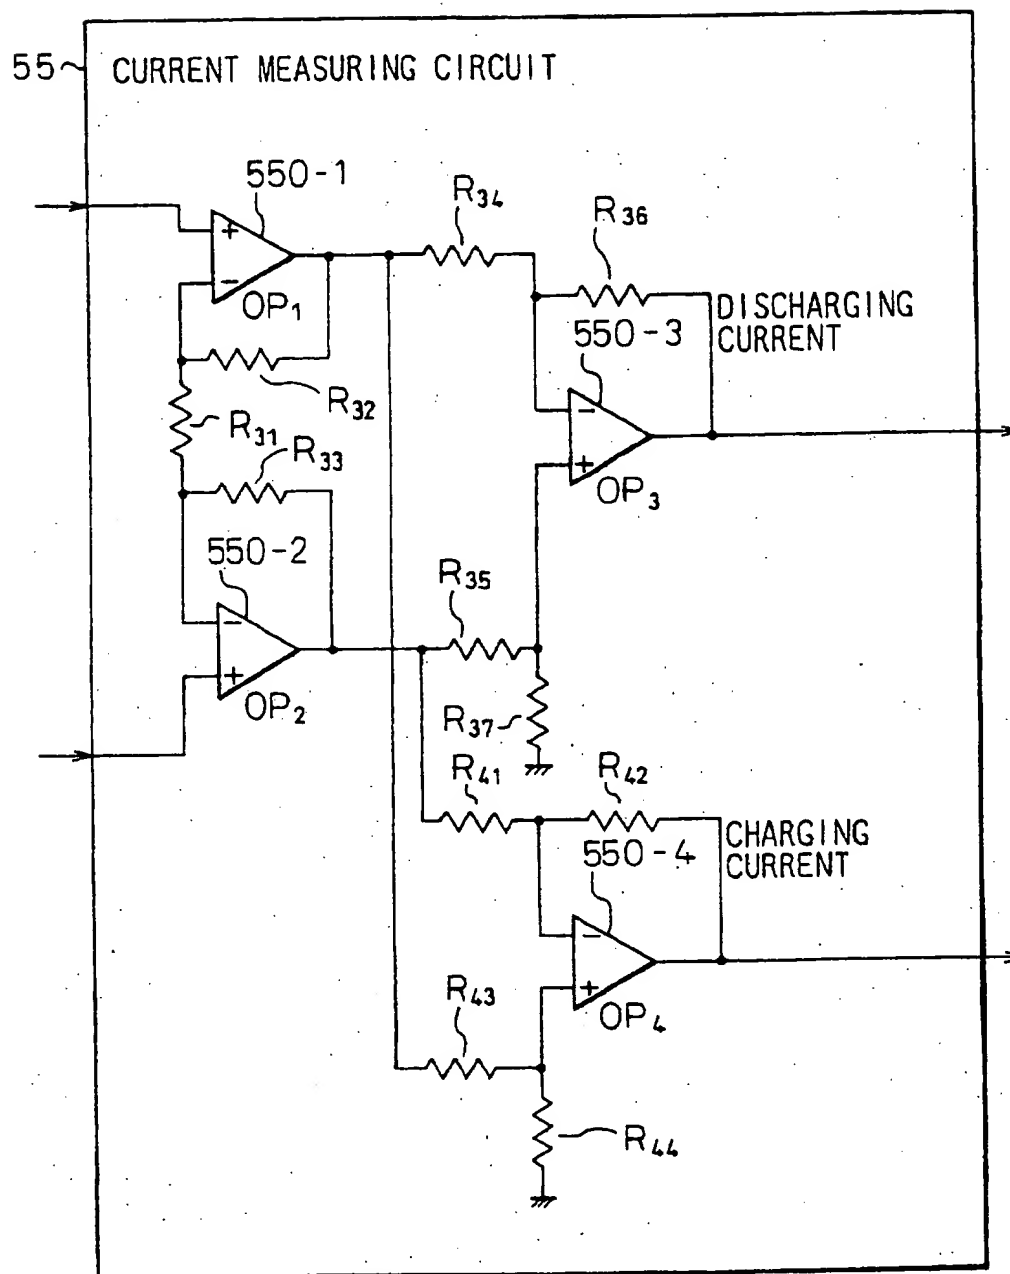 55
CURRENT MEASURING CIRCUIT
550-1
R34
R36
+
-
OP1
DISCHARGING
CURRENT
550-3
R32
R31
R33
-
+
OP3
550-2
R35
-
+
OP2
R37
R41
R42
CHARGING
CURRENT
550-4
-
+
R43
OP4
R44